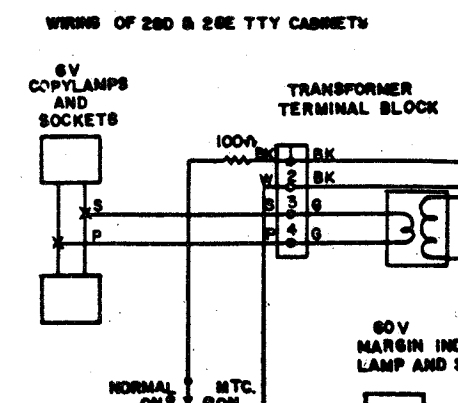 WIRING OF 28D & 28E TTY CABINETS
6V
COPYLAMPS
AND
SOCKETS
TRANSFORMER
TERMINAL BLOCK
100Ω
BK 1 BK
W 2 BK
S S 3 G
P P 4 G
60V
MARGIN IND
LAMP AND
NORMAL MTC.